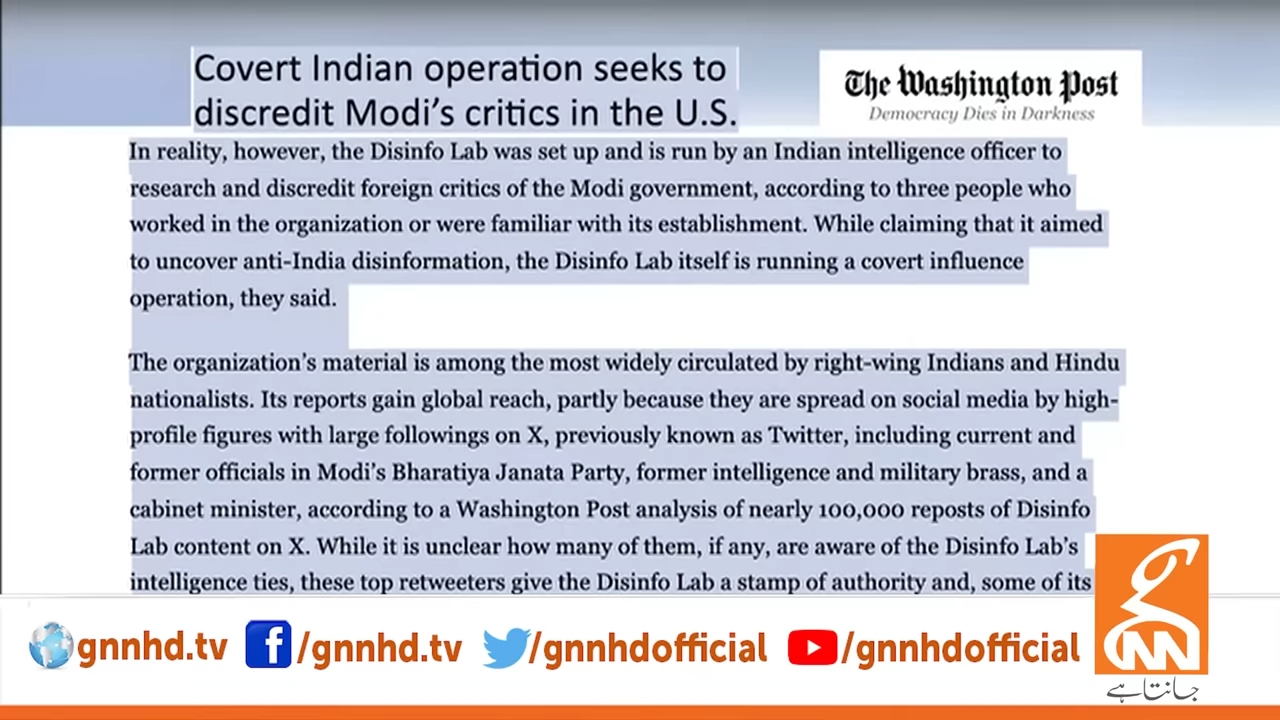 Covert Indian operation seeks to
discredit Modi's critics in the U.S.
The Washington Post
Democracy Dies in Darkness
In reality, however, the Disinfo Lab was set up and is run by an Indian intelligence officer to
research and discredit foreign critics of the Modi government, according to three people who
worked in the organization or were familiar with its establishment. While claiming that it aimed
to uncover anti-India disinformation, the Disinfo Lab itself is running a covert influence
operation, they said.
The organization's material is among the most widely circulated by right-wing Indians and Hindu
nationalists. Its reports gain global reach, partly because they are spread on social media by high-
profile figures with large followings on X, previously known as Twitter, including current and
former officials in Modi's Bharatiya Janata Party, former intelligence and military brass, and a
cabinet minister, according to a Washington Post analysis of nearly 100,000 reposts of Disinfo
Lab content on X. While it is unclear how many of them, if any, are aware of the Disinfo Lab's
intelligence ties, these top retweeters give the Disinfo Lab a stamp of authority and, some of its
gnnhd.tv
/gnnhd.tv
/gnnhdofficial
/gnnhdofficial
GNN
جانتا ہے